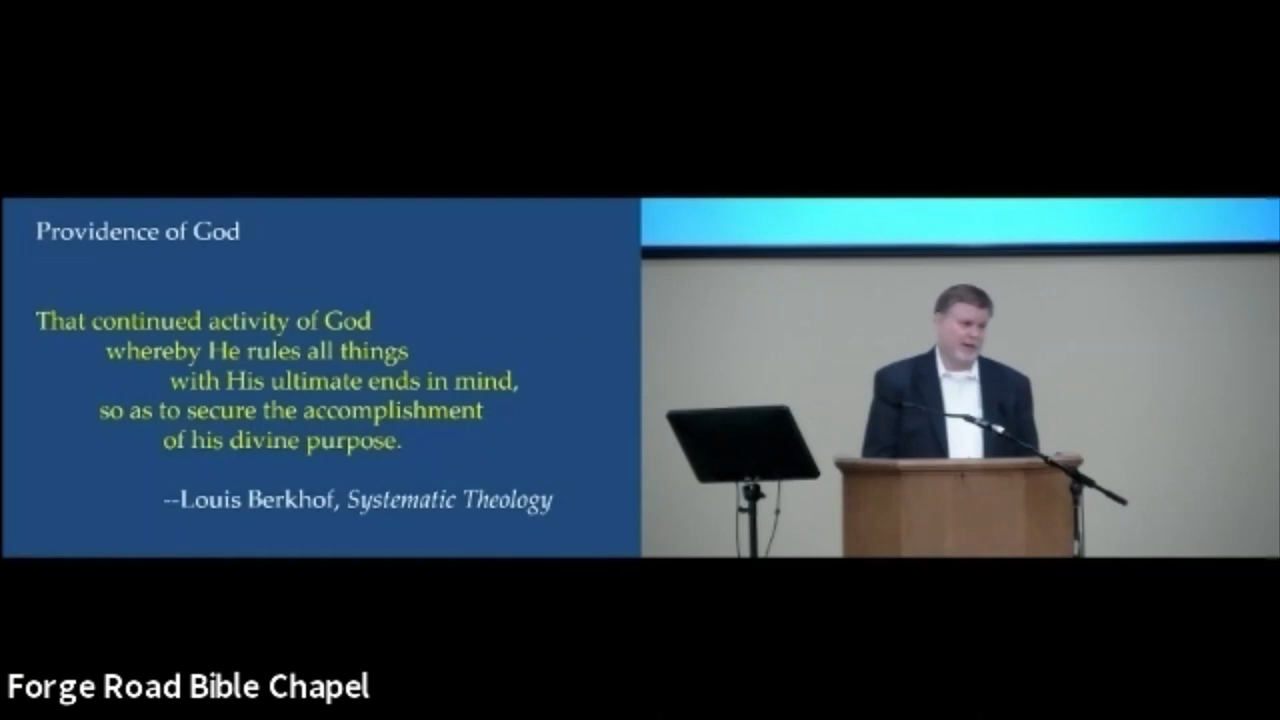 Providence of God
That continued activity of God
whereby He rules all things
with His ultimate ends in mind,
so as to secure the accomplishment
of his divine purpose.
--Louis Berkhof, Systematic Theology
Forge Road Bible Chapel